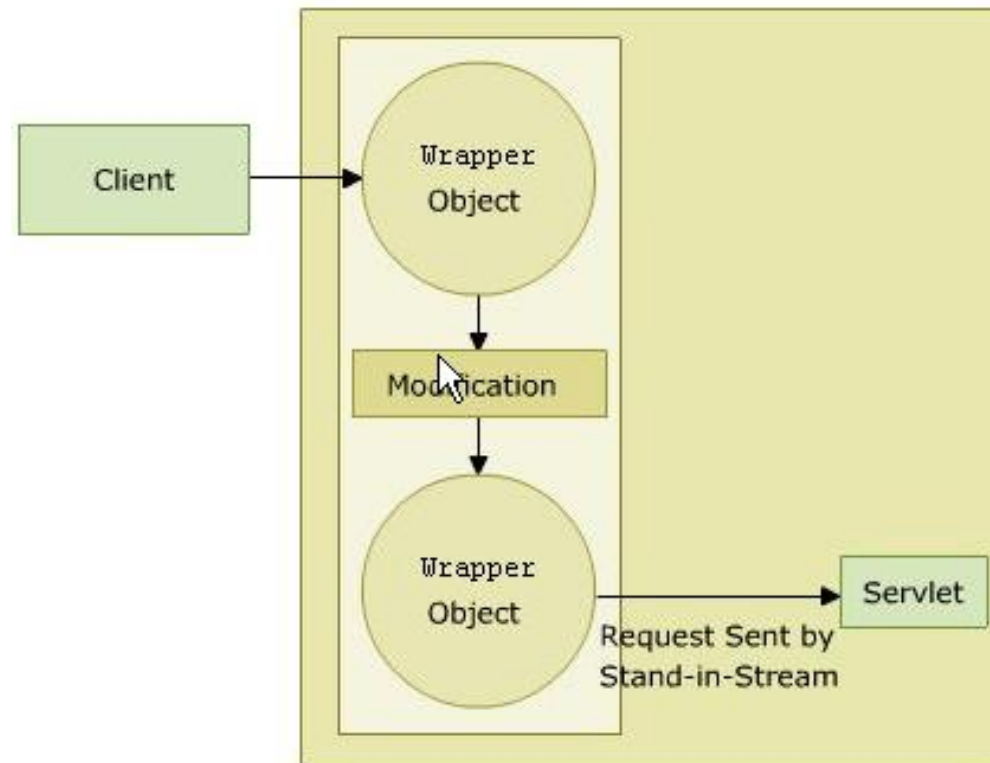 Client
Wrapper
Object
Modification
Wrapper
Object
Servlet
Request Sent by
Stand-in-Stream